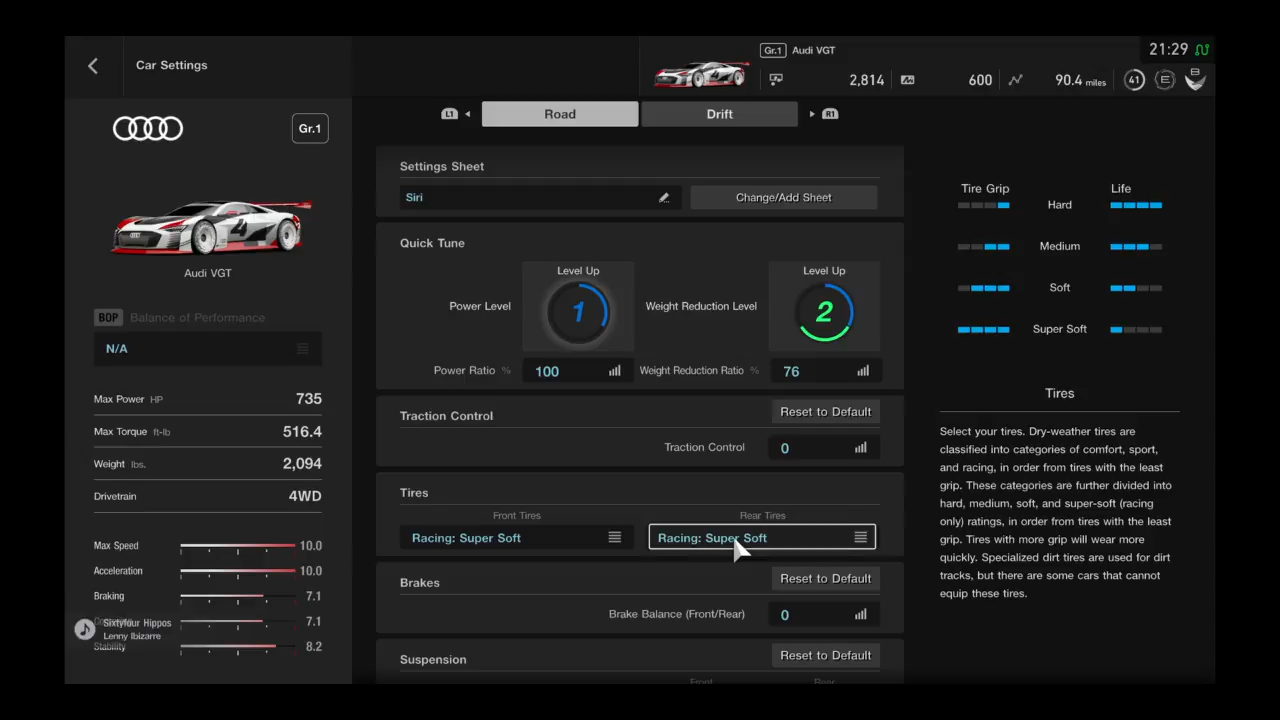 Car Settings
Gr.1 Audi VGT
21:29
2,814
600
90.4 miles
41
E
B
L1
Road
Drift
R1
Gr.1
4
Audi VGT
BOP Balance of Performance
N/A
Max Power HP 735
Max Torque ft-lb 516.4
Weight lbs. 2,094
Drivetrain 4WD
Max Speed 10.0
Acceleration 10.0
Braking 7.1
7.1
Stability 8.2
Sixtyfour Hippos
Lenny Ibizarre
Settings Sheet
Siri
Change/Add Sheet
Quick Tune
Power Level
Level Up
1
Weight Reduction Level
Level Up
2
Power Ratio % 100
Weight Reduction Ratio % 76
Traction Control
Reset to Default
Traction Control 0
Tires
Front Tires
Rear Tires
Racing: Super Soft
Racing: Super Soft
Brakes
Reset to Default
Brake Balance (Front/Rear) 0
Suspension
Reset to Default
Front
Rear
Tire Grip
Life
Hard
Medium
Soft
Super Soft
Tires
Select your tires. Dry-weather tires are
classified into categories of comfort, sport,
and racing, in order from tires with the least
grip. These categories are further divided into
hard, medium, soft, and super-soft (racing
only) ratings, in order from tires with the least
grip. Tires with more grip will wear more
quickly. Specialized dirt tires are used for dirt
tracks, but there are some cars that cannot
equip these tires.